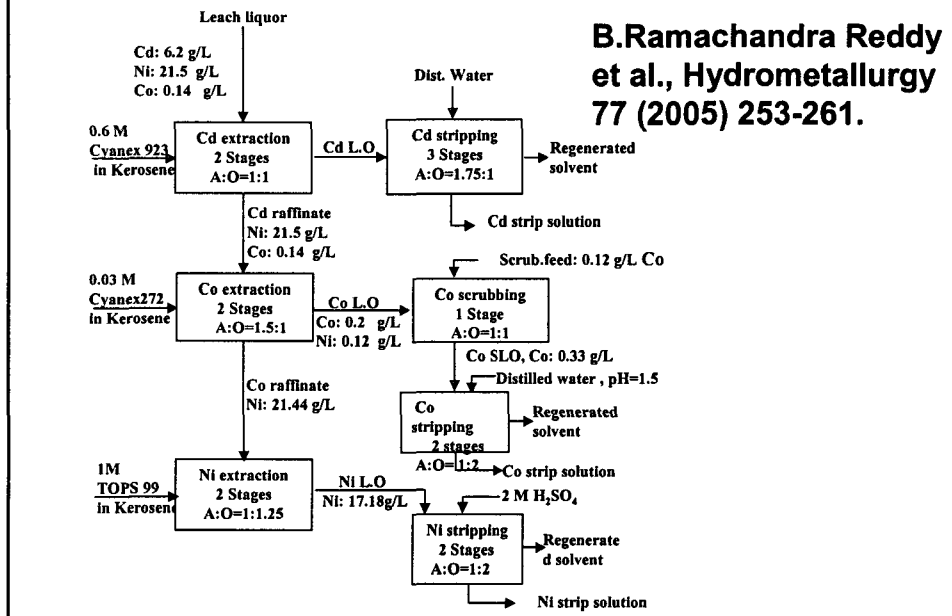 Leach liquor
B.Ramachandra Reddy
et al., Hydrometallurgy
77 (2005) 253-261.
Cd: 6.2 g/L
Ni: 21.5 g/L
Co: 0.14 g/L
Dist. Water
0.6 M
Cyanex 923
in Kerosene
Cd extraction
2 Stages
A:O=1:1
Cd L.O
Cd stripping
3 Stages
A:O=1.75:1
Regenerated
solvent
Cd raffinate
Ni: 21.5 g/L
Co: 0.14 g/L
Cd strip solution
Scrub.feed: 0.12 g/L Co
0.03 M
Cyanex272
in Kerosene
Co extraction
2 Stages
A:O=1.5:1
Co L.O
Co: 0.2 g/L
Ni: 0.12 g/L
Co scrubbing
1 Stage
A:O=1:1
Co SLO, Co: 0.33 g/L
Distilled water , pH=1.5
Co raffinate
Ni: 21.44 g/L
Co
stripping
2 stages
A:O= 1:2
Regenerated
solvent
Co strip solution
1M
TOPS 99
in Kerosene
Ni extraction
2 Stages
A:O=1:1.25
Ni L.O
Ni: 17.18g/L
2 M H₂SO₄
Ni stripping
2 Stages
A:O=1:2
Regenerate
d solvent
Ni strip solution